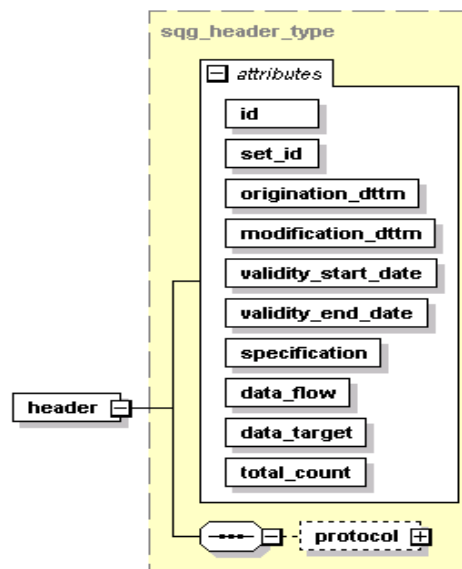 sqg_header_type
attributes
id
set_id
origination_dttm
modification_dttm
validity_start_date
validity_end_date
specification
data_flow
data_target
total_count
header
protocol